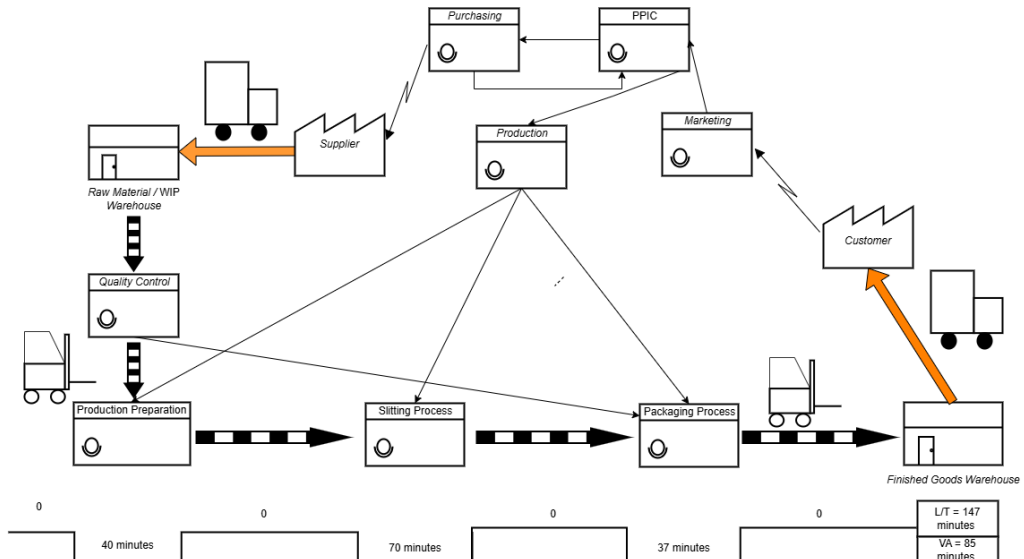 Purchasing
PPIC
Supplier
Production
Marketing
Raw Material / WIP
Warehouse
Customer
Quality Control
Production Preparation
Slitting Process
Packaging Process
Finished Goods Warehouse
0
0
0
0
L/T = 147
minutes
40 minutes
70 minutes
37 minutes
VA = 85
minutes